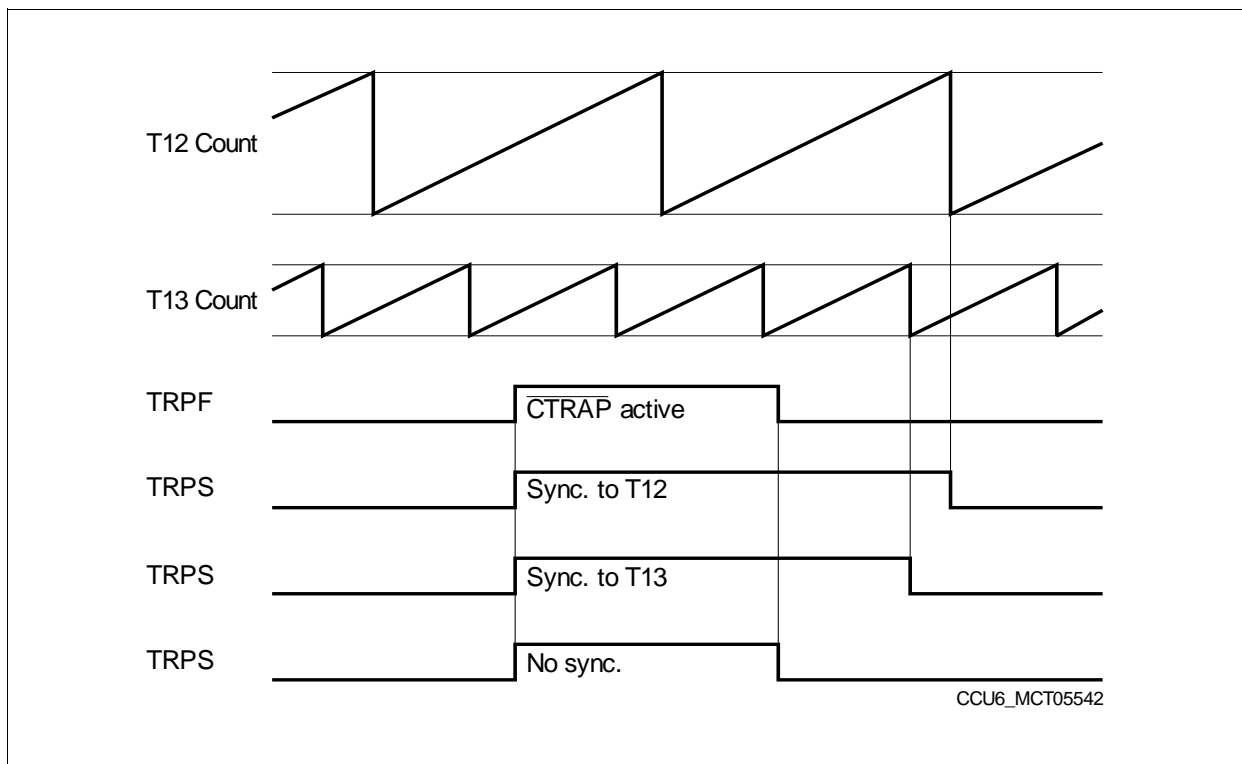 T12 Count
T13 Count
TRPF
CTRAP active
TRPS
Sync. to T12
TRPS
Sync. to T13
TRPS
No sync.
CCU6_MCT05542